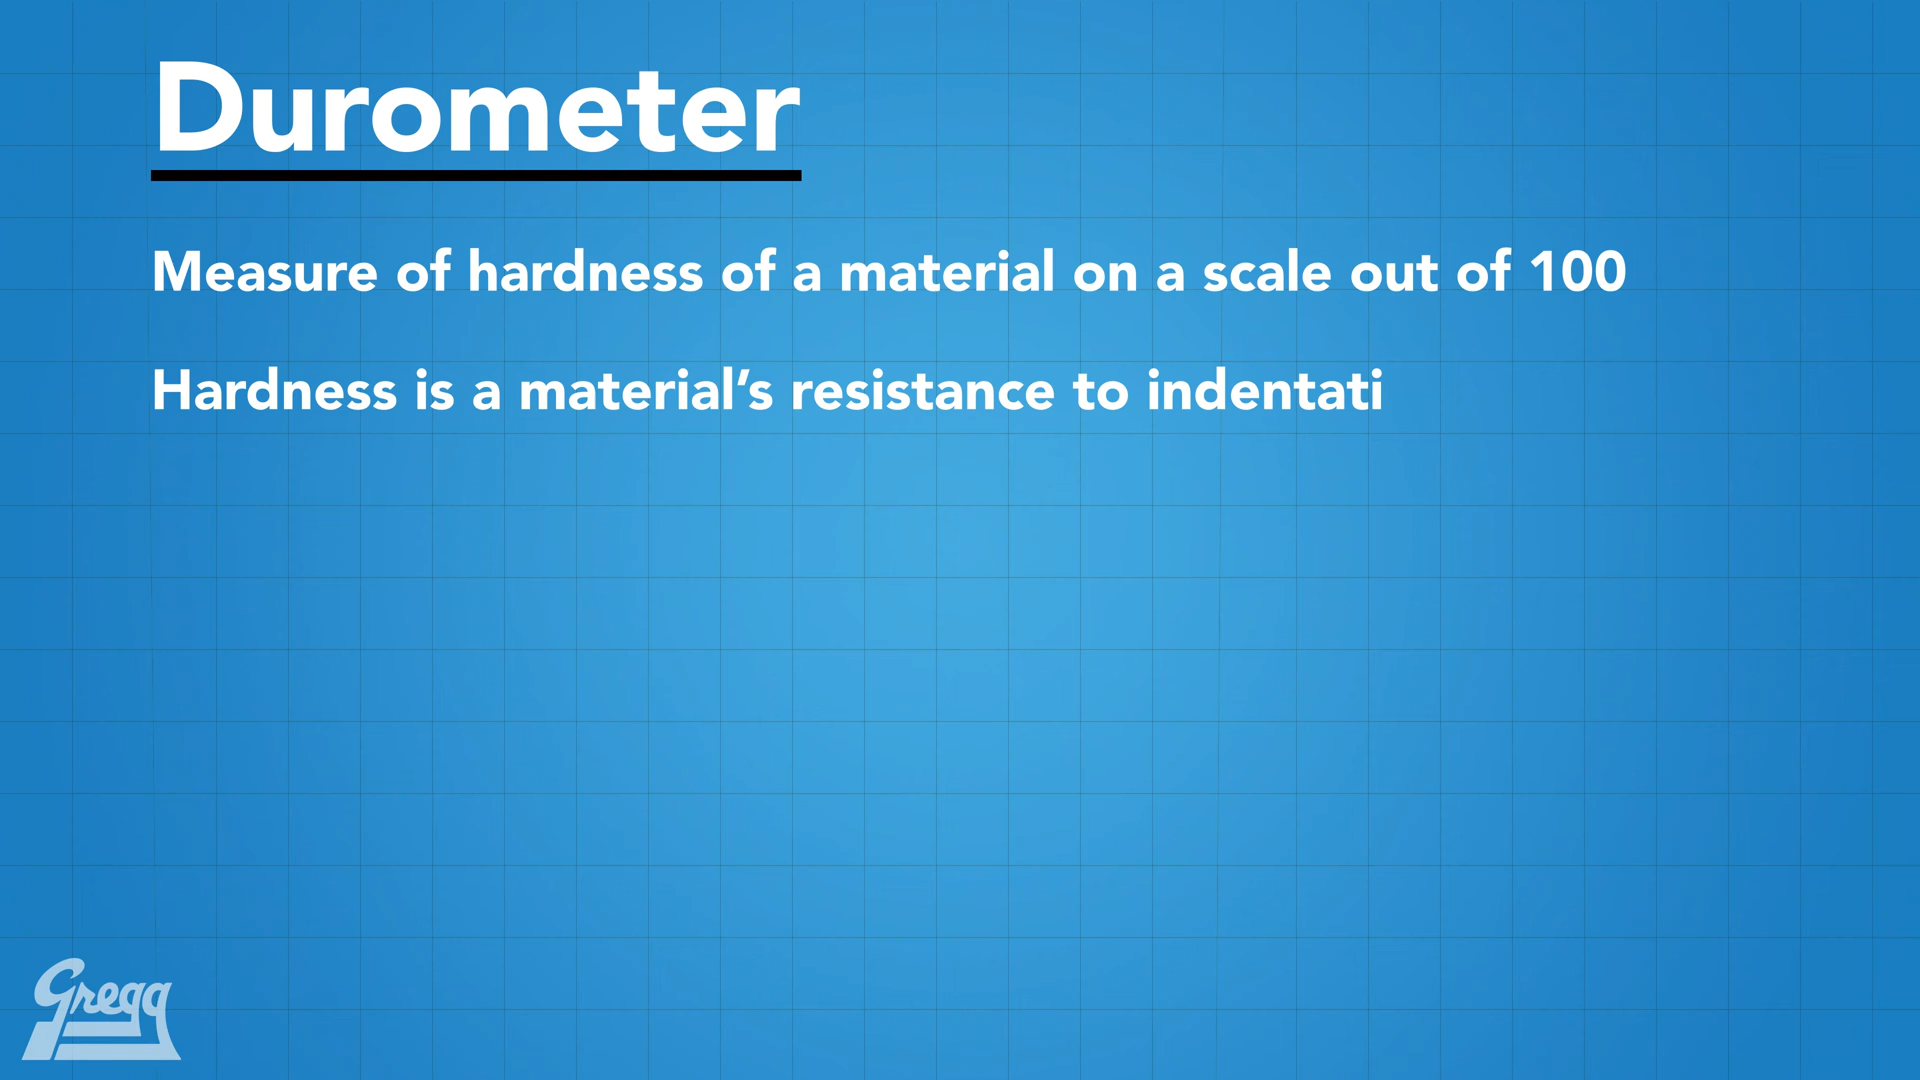 Durometer
Measure of hardness of a material on a scale out of 100
Hardness is a material’s resistance to indentati
Gregg